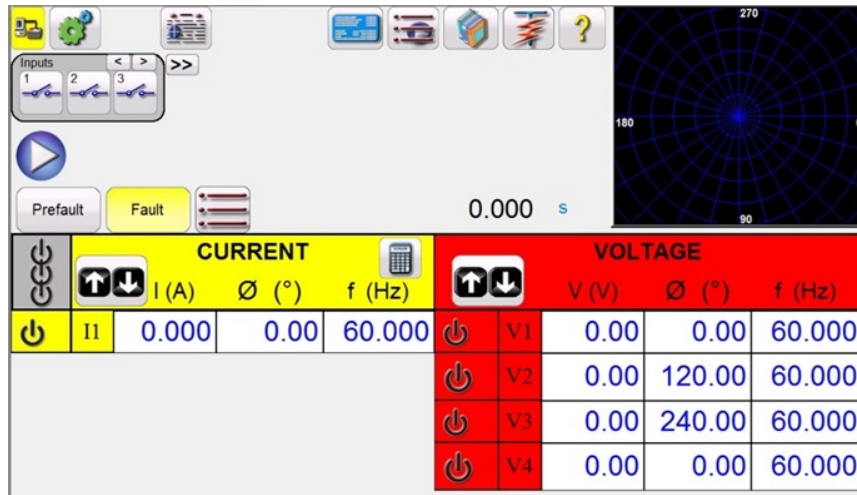 ?
270
Inputs < > >>
1 2 3
180
Prefault Fault 0.000 s
90
CURRENT VOLTAGE
I (A) Ø (°) f (Hz) V (V) Ø (°) f (Hz)
I1 0.000 0.00 60.000 V1 0.00 0.00 60.000
V2 0.00 120.00 60.000
V3 0.00 240.00 60.000
V4 0.00 0.00 60.000